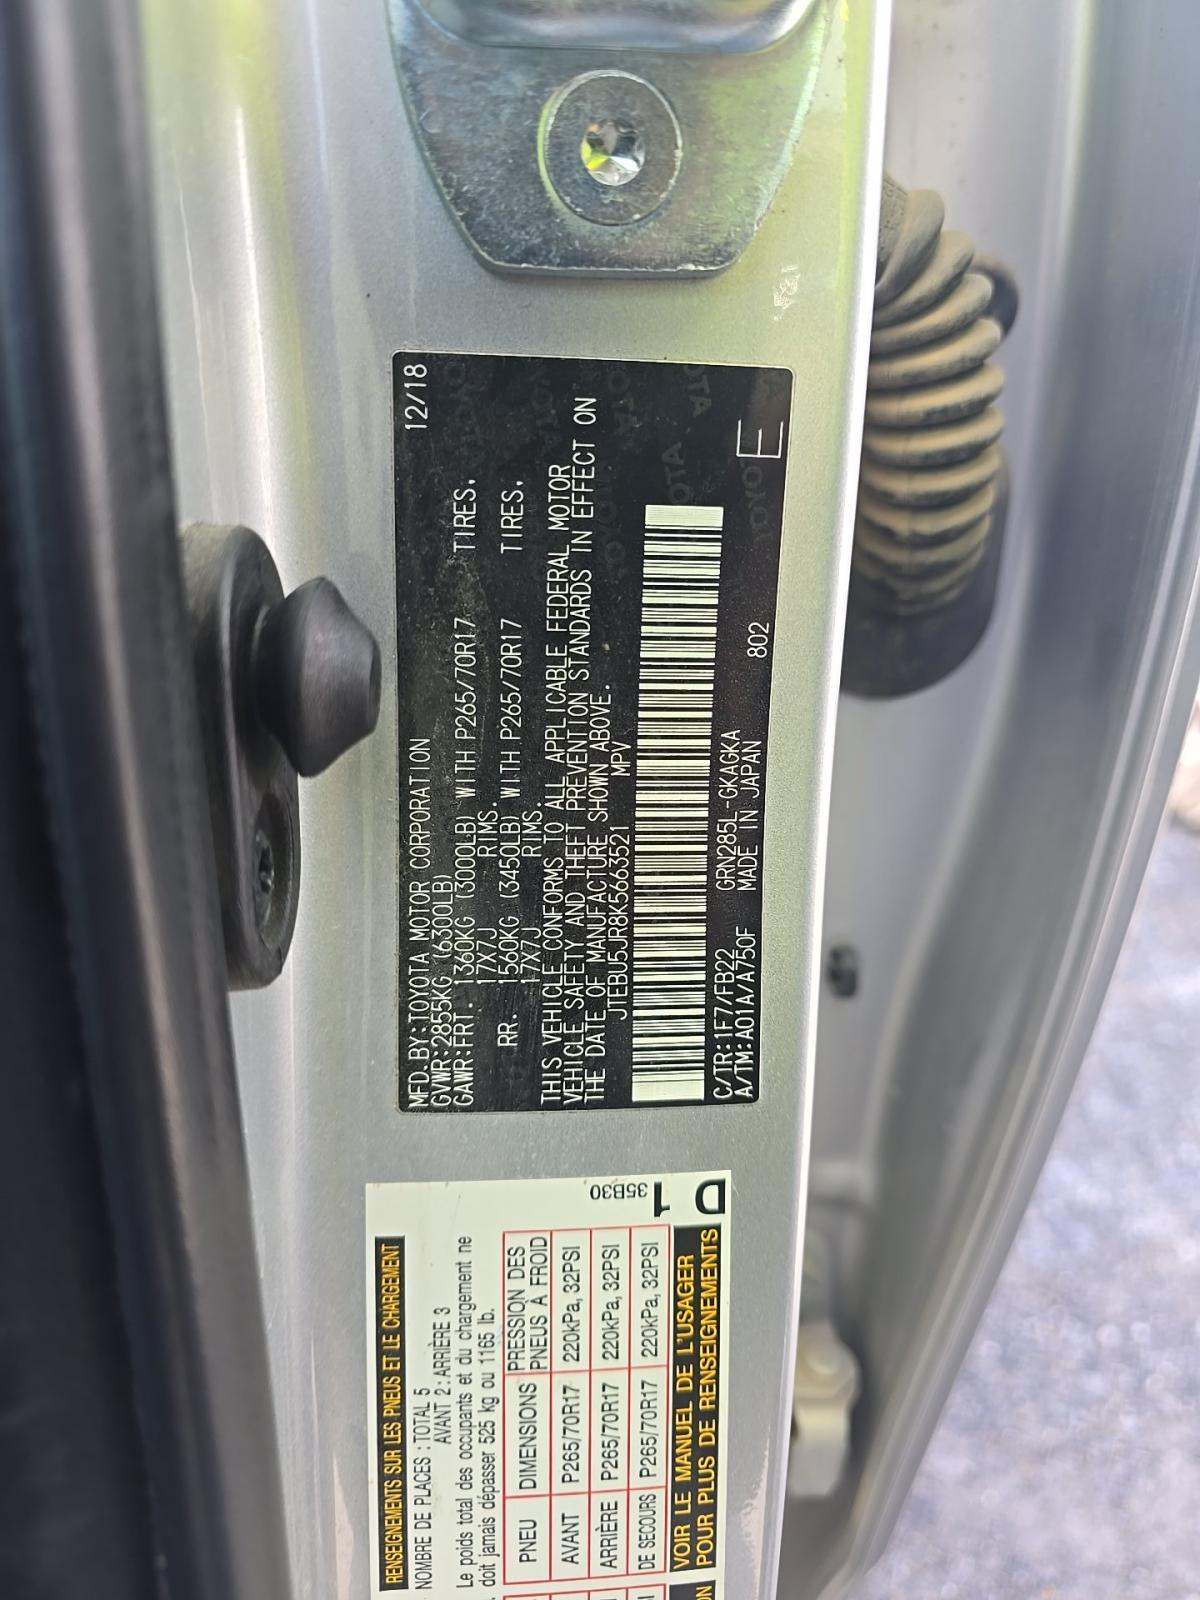 MFD.BY:TOYOTA MOTOR CORPORATION 12/18
GVWR:2855KG (6300LB)
GAWR:FRT. 1360KG (3000LB) WITH P265/70R17 TIRES.
17X7J RIMS.
RR. 1560KG (3450LB) WITH P265/70R17 TIRES.
17X7J RIMS.
THIS VEHICLE CONFORMS TO ALL APPLICABLE FEDERAL MOTOR
VEHICLE SAFETY AND THEFT PREVENTION STANDARDS IN EFFECT ON
THE DATE OF MANUFACTURE SHOWN ABOVE.
JTEBU5JR8K5663521 MPV
C/TR:1F7/FB22 GRN285L-GKAGKA
A/TM:A01A/A750F MADE IN JAPAN 802 E
RENSEIGNEMENTS SUR LES PNEUS ET LE CHARGEMENT
NOMBRE DE PLACES :TOTAL 5
AVANT 2:ARRIÈRE 3
Le poids total des occupants et du chargement ne
doit jamais dépasser 525 kg ou 1165 lb.
PNEU DIMENSIONS PRESSION DES
PNEUS À FROID
AVANT P265/70R17 220kPa, 32PSI
ARRIÈRE P265/70R17 220kPa, 32PSI
DE SECOURS P265/70R17 220kPa, 32PSI
VOIR LE MANUEL DE L'USAGER
POUR PLUS DE RENSEIGNEMENTS
35B30
1
D